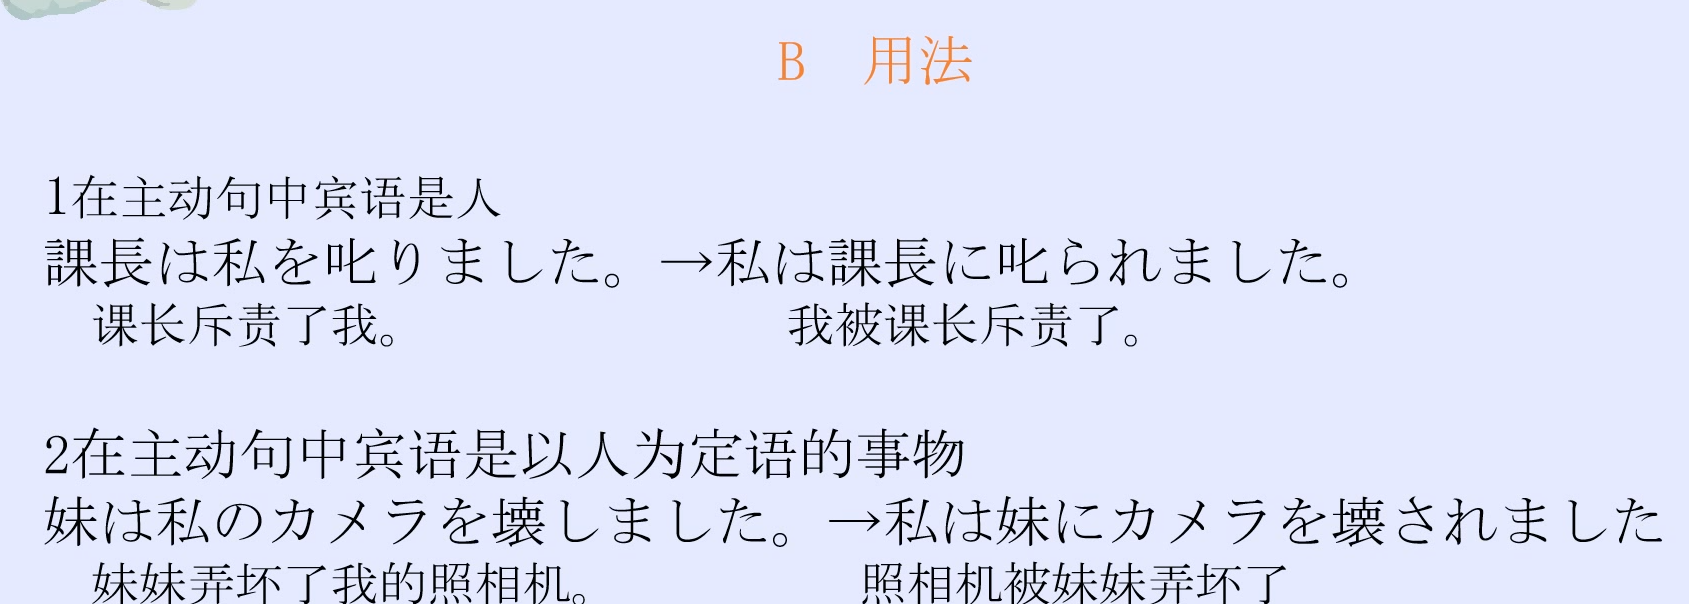 B　用法
1在主动句中宾语是人
課長は私を叱りました。→私は課長に叱られました。
课长斥责了我。　我被课长斥责了。
2在主动句中宾语是以人为定语的事物
妹は私のカメラを壊しました。→私は妹にカメラを壊されました
妹妹弄坏了我的照相机。　照相机被妹妹弄坏了